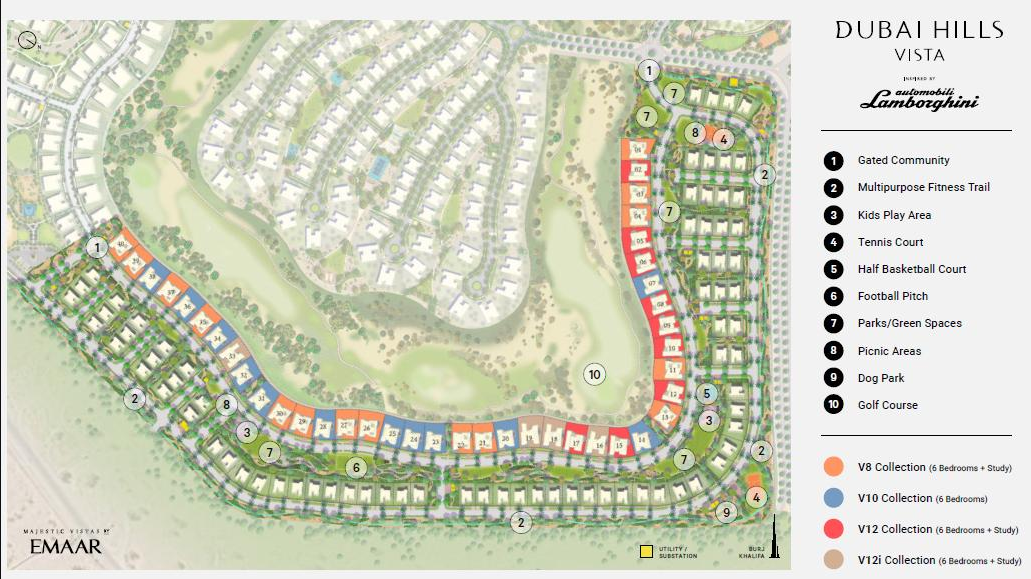 DUBAI HILLS
VISTA
INSPIRED BY
automobili
Lamborghini
1 Gated Community
2 Multipurpose Fitness Trail
3 Kids Play Area
4 Tennis Court
5 Half Basketball Court
6 Football Pitch
7 Parks/Green Spaces
8 Picnic Areas
9 Dog Park
10 Golf Course
V8 Collection (6 Bedrooms + Study)
V10 Collection (6 Bedrooms)
V12 Collection (6 Bedrooms + Study)
V12i Collection (6 Bedrooms + Study)
N
1
7
7
8
4
2
7
1
10
2
8
5
3
3
7
6
7
2
4
9
2
01
02
03
04
05
06
07
08
09
10
11
12
13
14
15
16
17
18
19
20
21
22
23
24
25
26
27
28
29
30
31
32
33
34
35
36
37
38
39
40
MAJESTIC VISTAS BY
EMAAR
UTILITY /
SUBSTATION
BURJ
KHALIFA